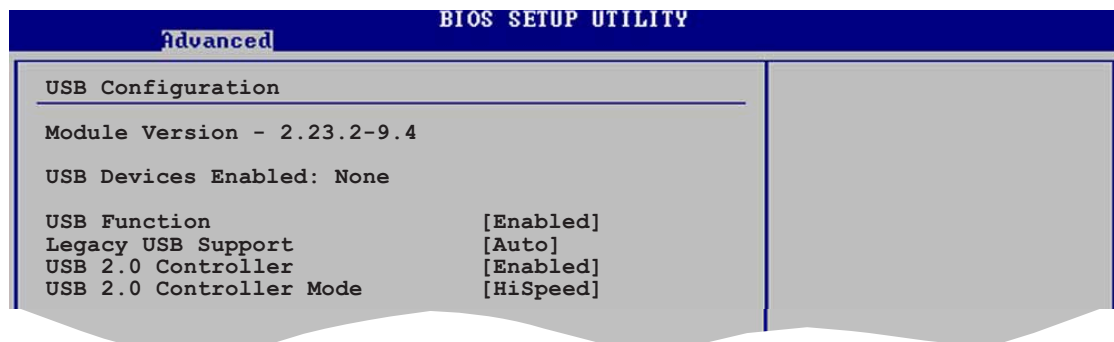 BIOS SETUP UTILITY
Advanced
USB Configuration
Module Version - 2.23.2-9.4
USB Devices Enabled: None
USB Function [Enabled]
Legacy USB Support [Auto]
USB 2.0 Controller [Enabled]
USB 2.0 Controller Mode [HiSpeed]